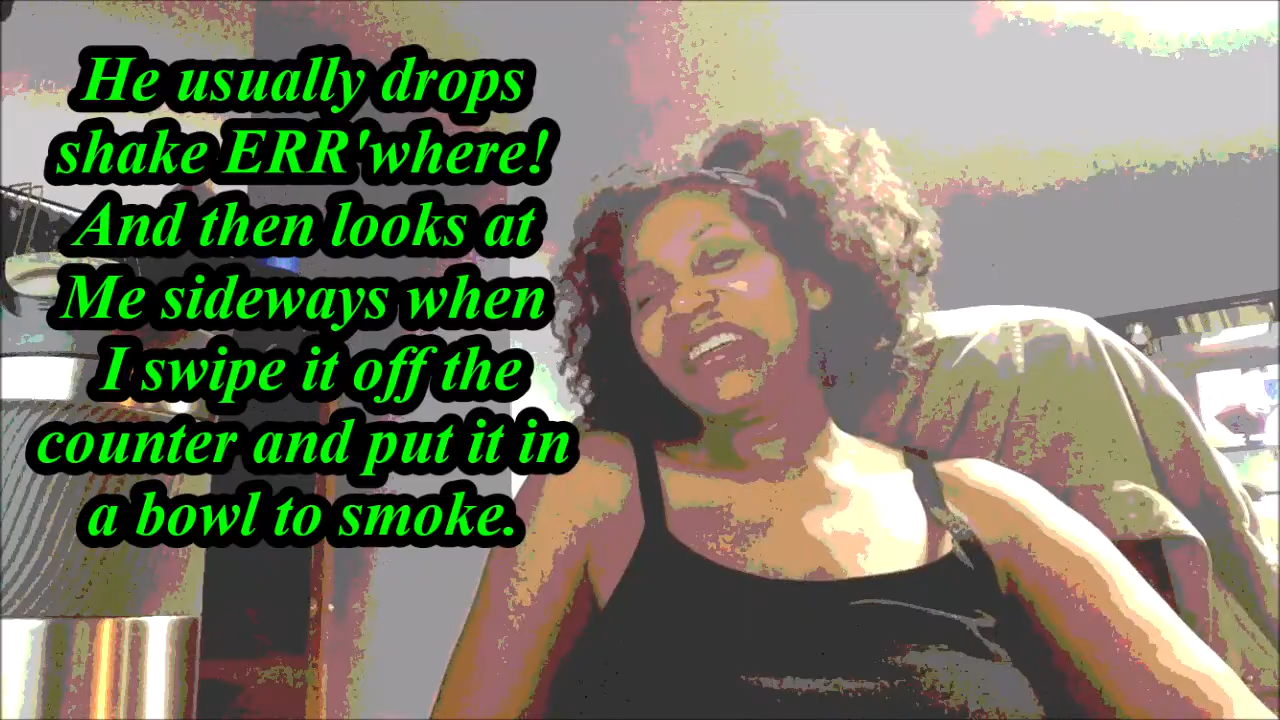 He usually drops
shake ERR'where!
And then looks at
Me sideways when
I swipe it off the
counter and put it in
a bowl to smoke.